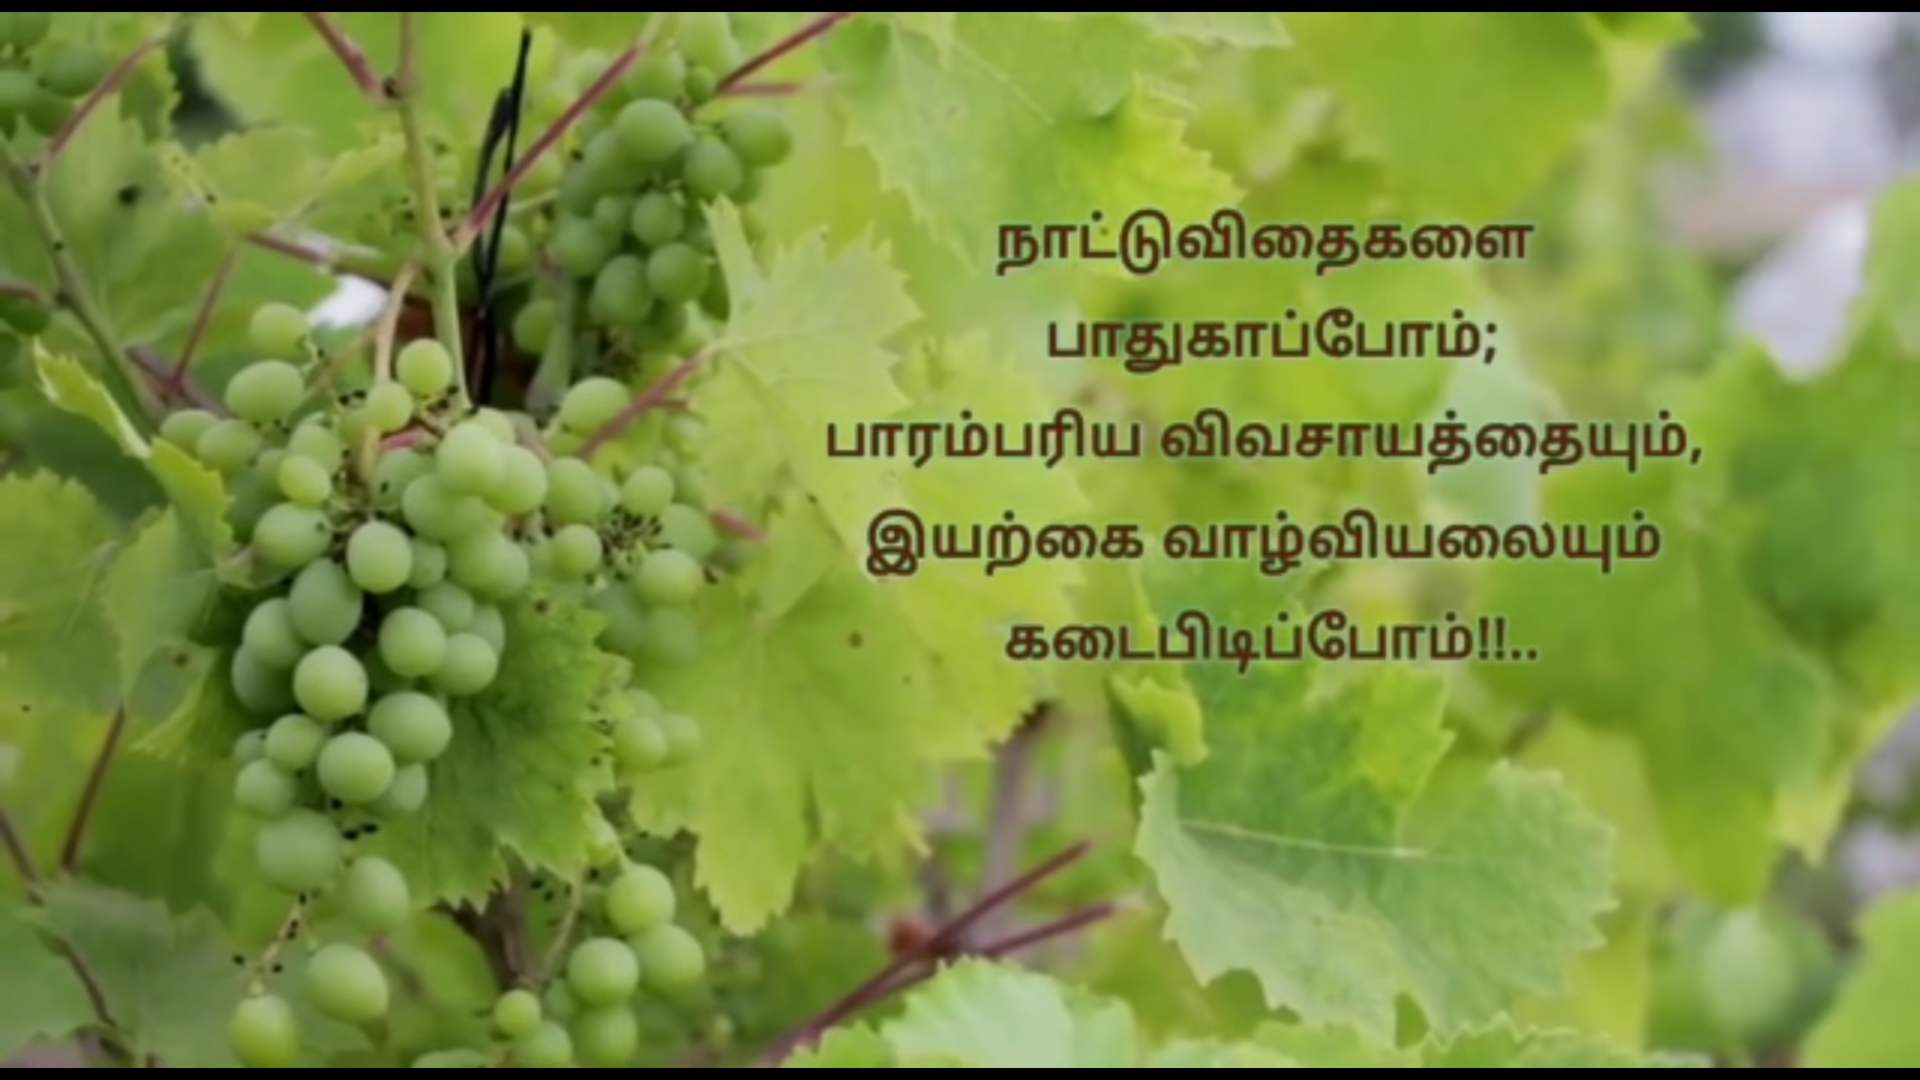 நாட்டுவிதைகளை
பாதுகாப்போம்;
பாரம்பரிய விவசாயத்தையும்,
இயற்கை வாழ்வியலையும்
கடைபிடிப்போம்!!..